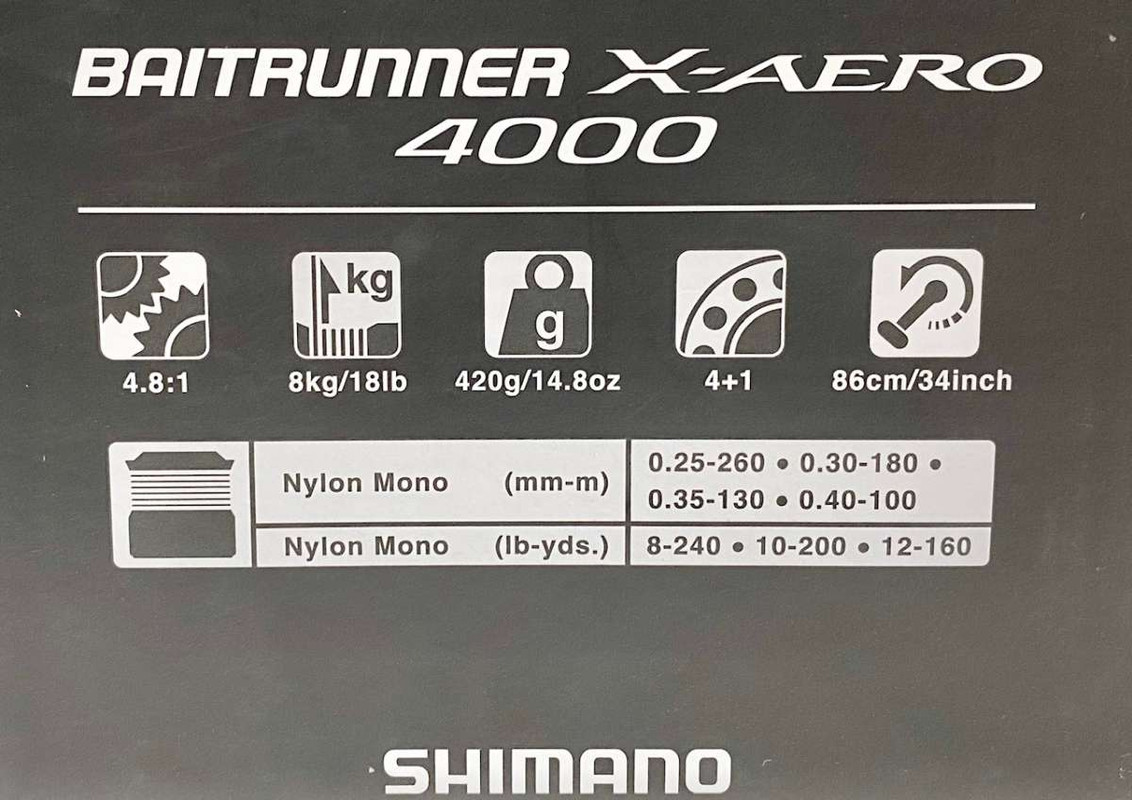 BAITRUNNER X-AERO
4000
kg
g
4.8:1 8kg/18lb 420g/14.8oz 4+1 86cm/34inch
Nylon Mono (mm-m) 0.25-260 • 0.30-180 •
0.35-130 • 0.40-100
Nylon Mono (lb-yds.) 8-240 • 10-200 • 12-160
SHIMANO